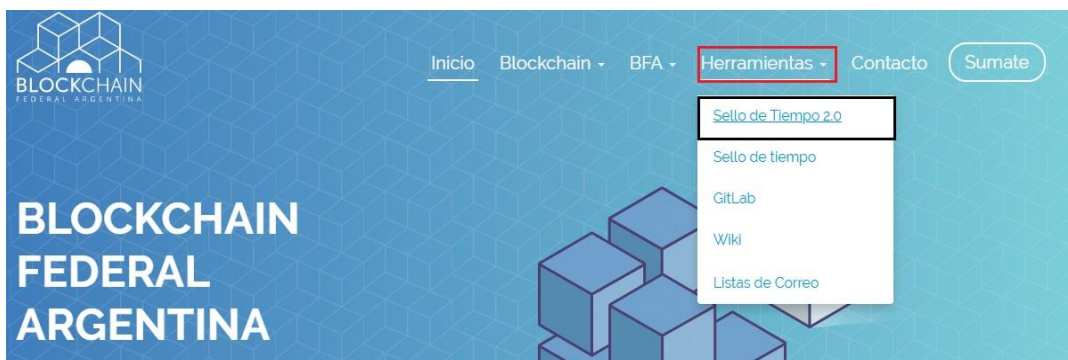 BLOCKCHAIN
FEDERAL ARGENTINA
Inicio Blockchain BFA Herramientas Contacto Sumate
Sello de Tiempo 2.0
Sello de tiempo
GitLab
Wiki
Listas de Correo
BLOCKCHAIN
FEDERAL
ARGENTINA